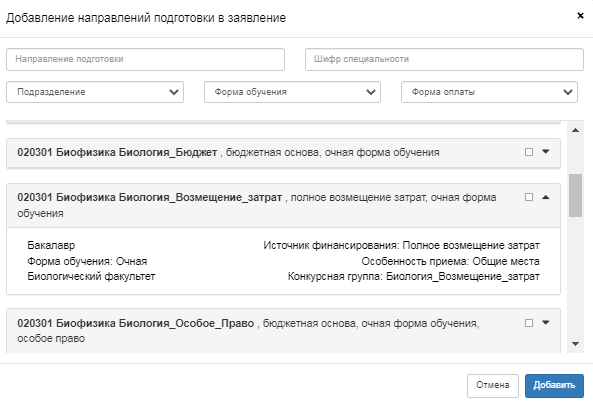 Добавление направлений подготовки в заявление
×
Направление подготовки
Шифр специальности
Подразделение
Форма обучения
Форма оплаты
020301 Биофизика Биология_Бюджет , бюджетная основа, очная форма обучения
020301 Биофизика Биология_Возмещение_затрат , полное возмещение затрат, очная форма
обучения
Бакалавр
Источник финансирования: Полное возмещение затрат
Форма обучения: Очная
Особенность приема: Общие места
Биологический факультет
Конкурсная группа: Биология_Возмещение_затрат
020301 Биофизика Биология_Особое_Право , бюджетная основа, очная форма обучения,
особое право
Отмена
Добавить